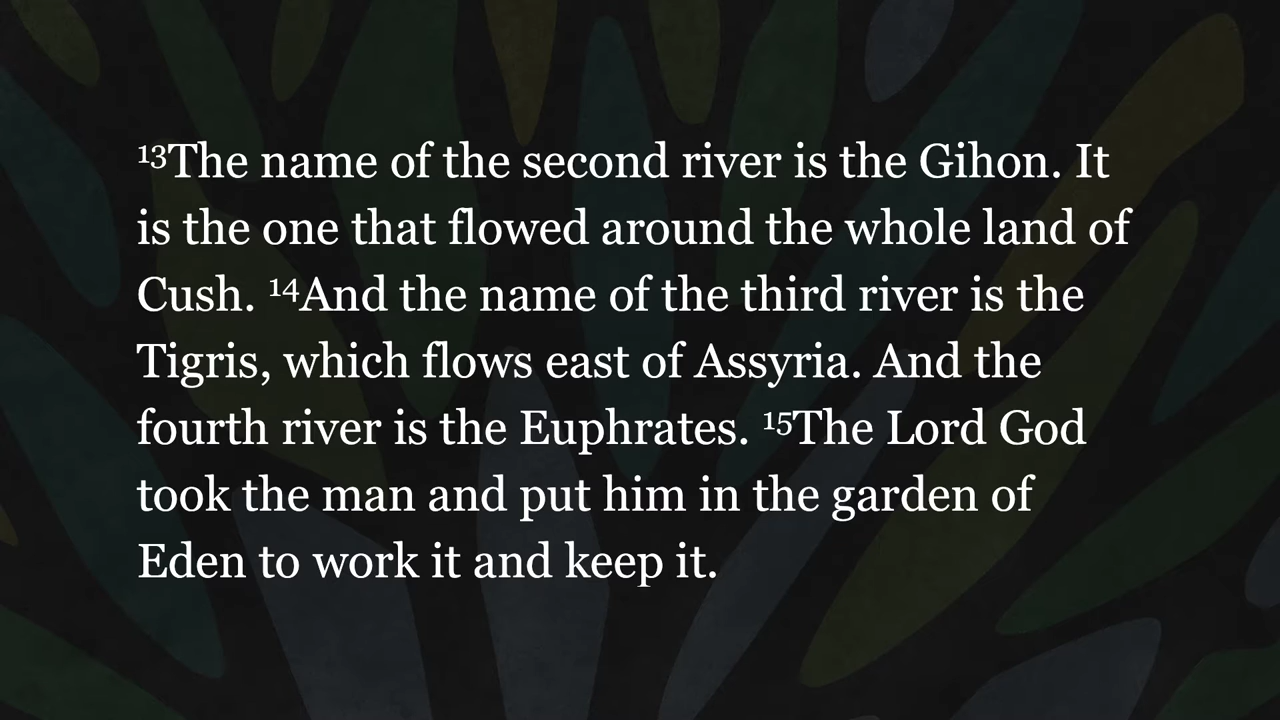 ¹³The name of the second river is the Gihon. It
is the one that flowed around the whole land of
Cush. ¹⁴And the name of the third river is the
Tigris, which flows east of Assyria. And the
fourth river is the Euphrates. ¹⁵The Lord God
took the man and put him in the garden of
Eden to work it and keep it.